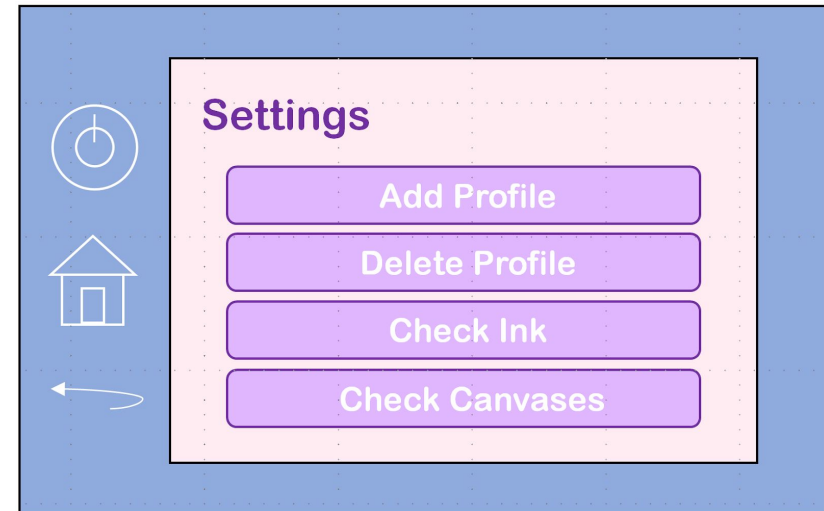 Settings
Add Profile
Delete Profile
Check Ink
Check Canvases